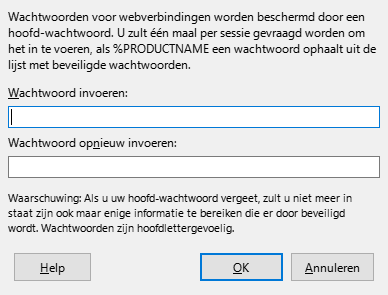 Wachtwoorden voor webverbindingen worden beschermd door een
hoofd-wachtwoord. U zult één maal per sessie gevraagd worden om
het in te voeren, als %PRODUCTNAME een wachtwoord ophaalt uit de
lijst met beveiligde wachtwoorden.
Wachtwoord invoeren:
Wachtwoord opnieuw invoeren:
Waarschuwing: Als u uw hoofd-wachtwoord vergeet, zult u niet meer in
staat zijn ook maar enige informatie te bereiken die er door beveiligd
wordt. Wachtwoorden zijn hoofdlettergevoelig.
Help OK Annuleren